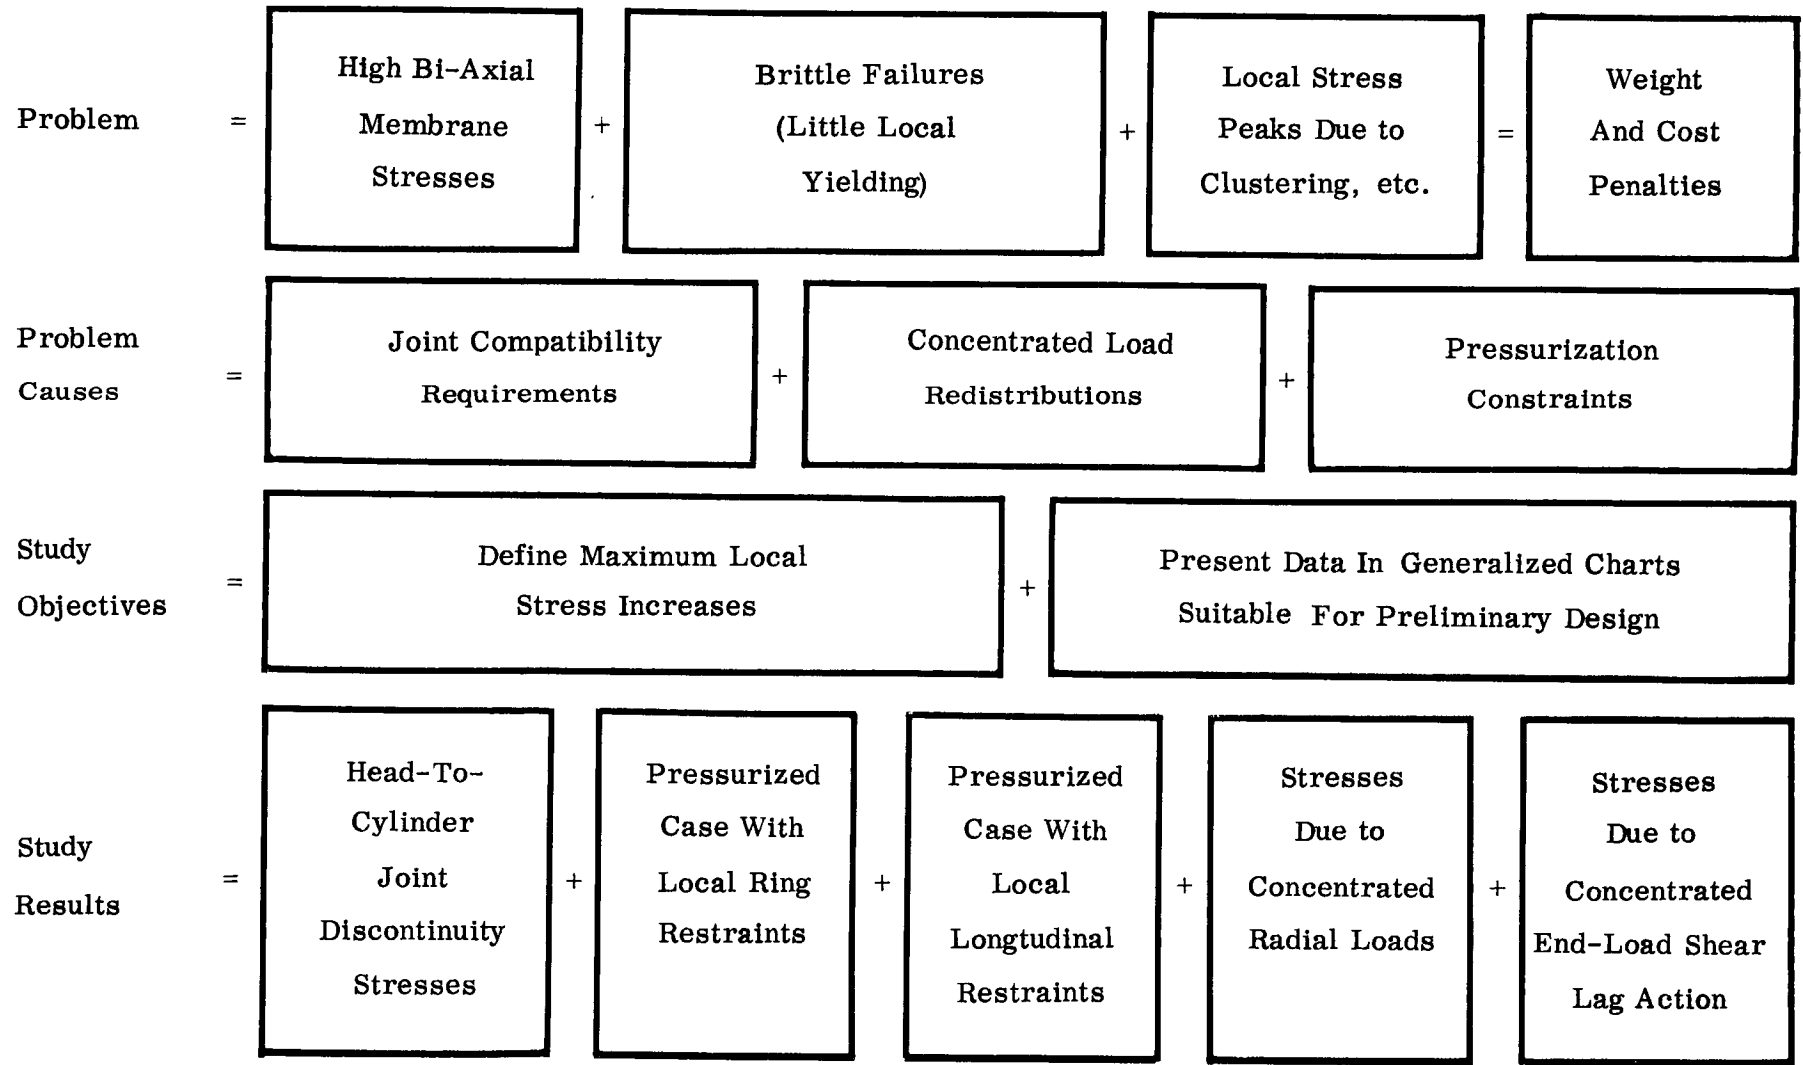 Problem
=
High Bi-Axial
Membrane
Stresses
+
Brittle Failures
(Little Local
Yielding)
+
Local Stress
Peaks Due to
Clustering, etc.
=
Weight
And Cost
Penalties
Problem
Causes
=
Joint Compatibility
Requirements
+
Concentrated Load
Redistributions
+
Pressurization
Constraints
Study
Objectives
=
Define Maximum Local
Stress Increases
+
Present Data In Generalized Charts
Suitable For Preliminary Design
Study
Results
=
Head-To-
Cylinder
Joint
Discontinuity
Stresses
+
Pressurized
Case With
Local Ring
Restraints
+
Pressurized
Case With
Local
Longtudinal
Restraints
+
Stresses
Due to
Concentrated
Radial Loads
+
Stresses
Due to
Concentrated
End-Load Shear
Lag Action